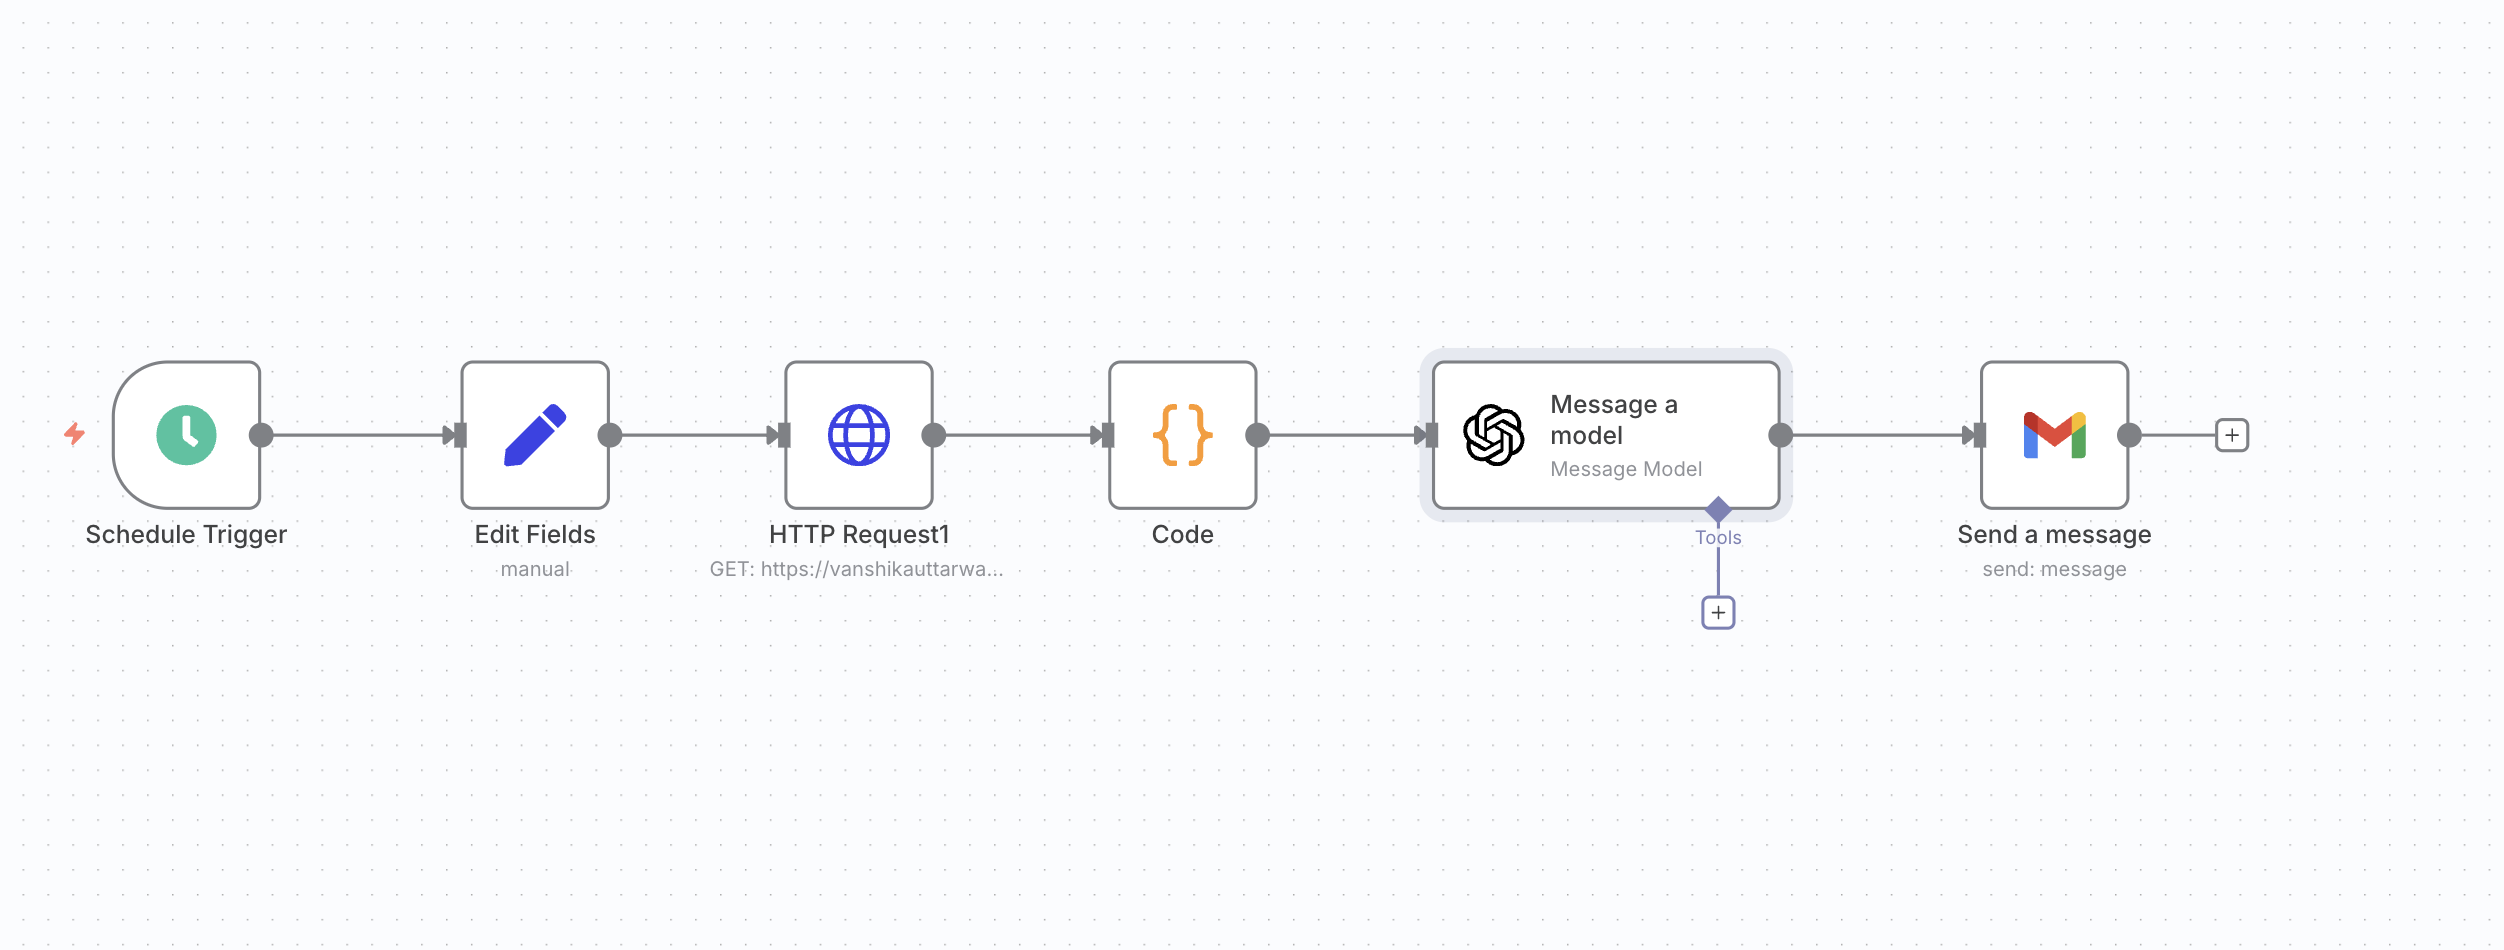 Schedule Trigger
Edit Fields
manual
HTTP Request1
GET: https://vanshikauttarwa...
Code
Message a
model
Message Model
Tools
Send a message
send: message